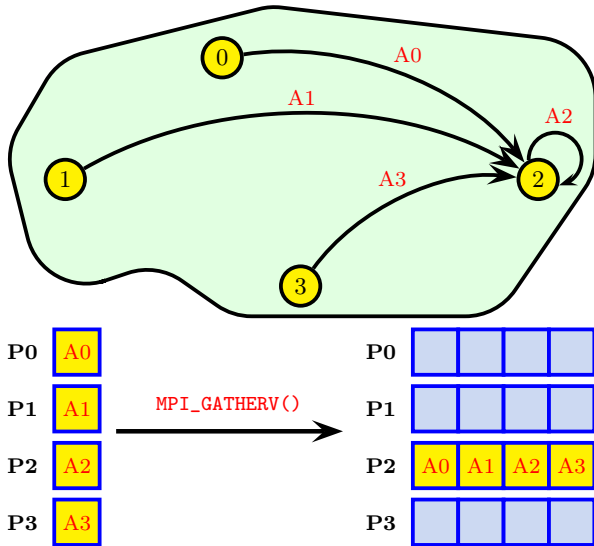 0 A0
A1 A2
1 A3 2
3
P0 A0 P0
MPI_GATHERV()
P1 A1 P1
P2 A2 P2 A0 A1 A2 A3
P3 A3 P3